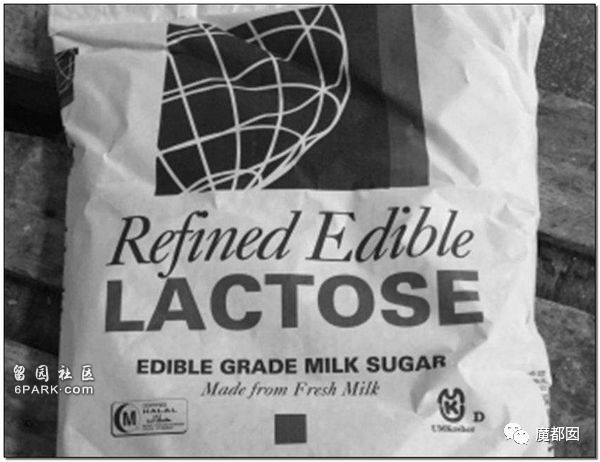 Refined Edible
LACTOSE
EDIBLE GRADE MILK SUGAR
Made from Fresh Milk
留园社区
6PARK.com
M
HALAL
K
D
UMKosher
魔都囡